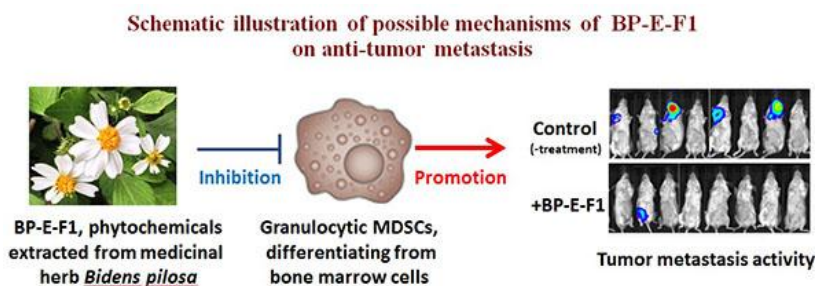 Schematic illustration of possible mechanisms of BP-E-F1
on anti-tumor metastasis
Inhibition
Promotion
Control
(-treatment)
+BP-E-F1
BP-E-F1, phytochemicals
extracted from medicinal
herb Bidens pilosa
Granulocytic MDSCs,
differentiating from
bone marrow cells
Tumor metastasis activity